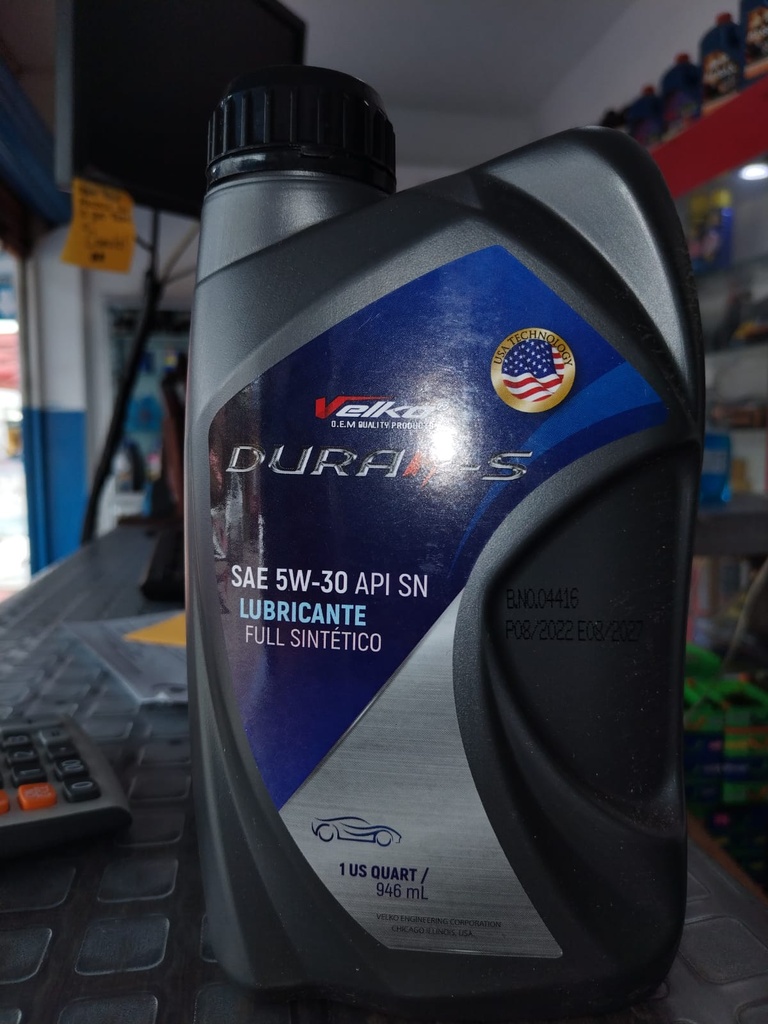 USA TECHNOLOGY
Velko
O.E.M QUALITY PRODUCTS
SAE 5W-30 API SN
LUBRICANTE
FULL SINTÉTICO
B.NO.04416
P08/2022 E08/2027
1 US QUART /
946 mL
VELKO ENGINEERING CORPORATION
CHICAGO ILLINOIS, USA.